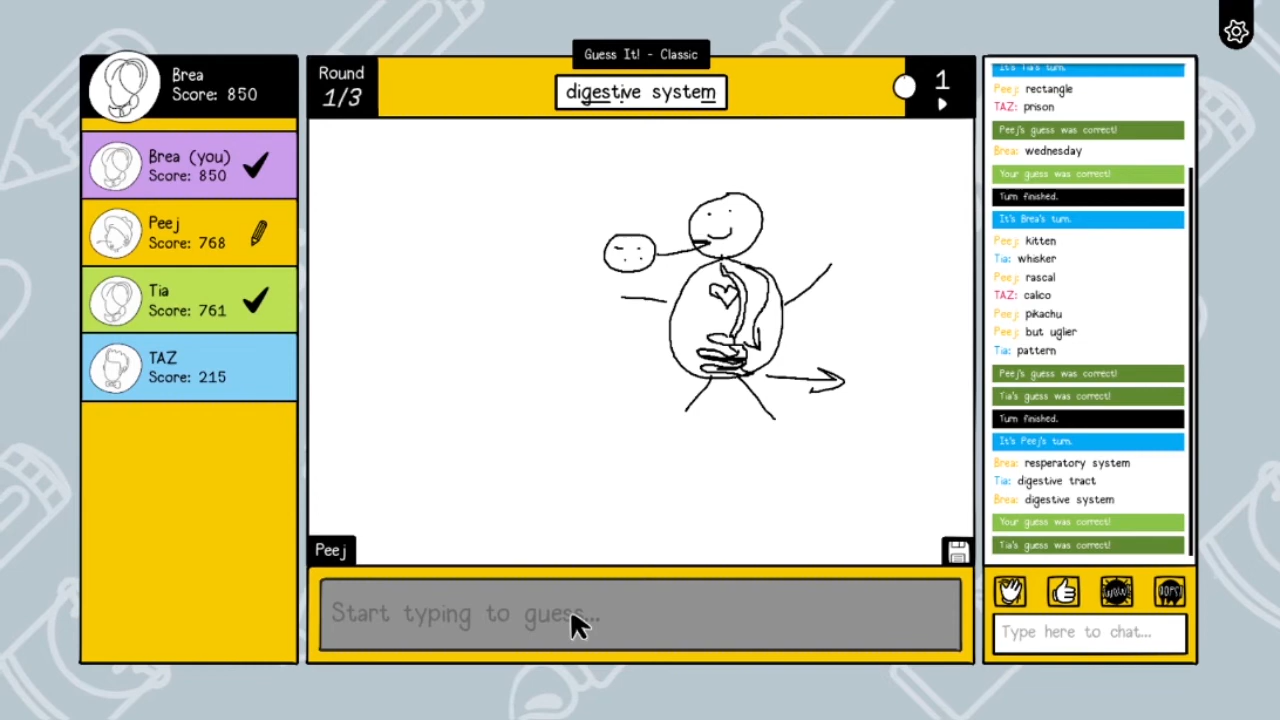 Brea
Score: 850
Brea (you)
Score: 850
Peej
Score: 768
Tia
Score: 761
TAZ
Score: 215
Guess It! - Classic
Round
1/3
digestive system
1
Peej
Start typing to guess...
It's Tia's turn.
Peej: rectangle
TAZ: prison
Peej's guess was correct!
Brea: wednesday
Your guess was correct!
Turn finished.
It's Brea's turn.
Peej: kitten
Tia: whisker
Peej: rascal
TAZ: calico
Peej: pikachu
Peej: but uglier
Tia: pattern
Peej's guess was correct!
Tia's guess was correct!
Turn finished.
It's Peej's turn.
Brea: resperatory system
Tia: digestive tract
Brea: digestive system
Your guess was correct!
Tia's guess was correct!
WOW!
OOPS!
Type here to chat...